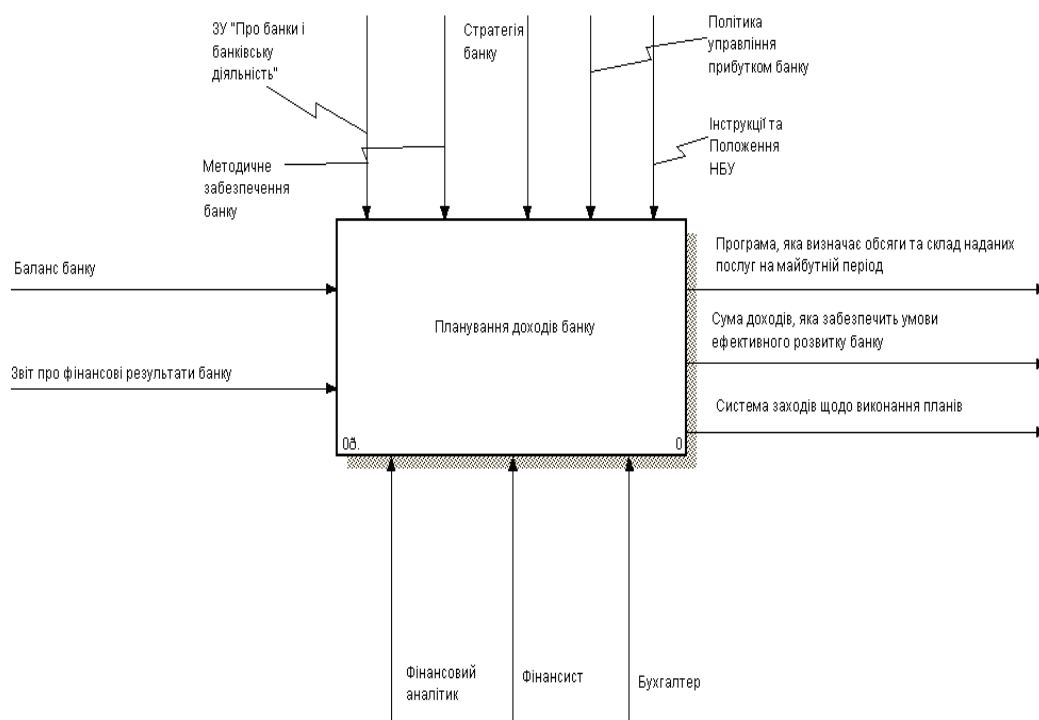 ЗУ "Про банки і
банківську
діяльність"
Стратегія
банку
Політика
управління
прибутком банку
Методичне
забезпечення
банку
Інструкції та
Положення
НБУ
Баланс банку
Звіт про фінансові результати банку
Планування доходів банку
0ð.
0
Програма, яка визначає обсяги та склад наданих
послуг на майбутній період
Сума доходів, яка забезпечить умови
ефективного розвитку банку
Система заходів щодо виконання планів
Фінансовий
аналітик
Фінансист
Бухгалтер